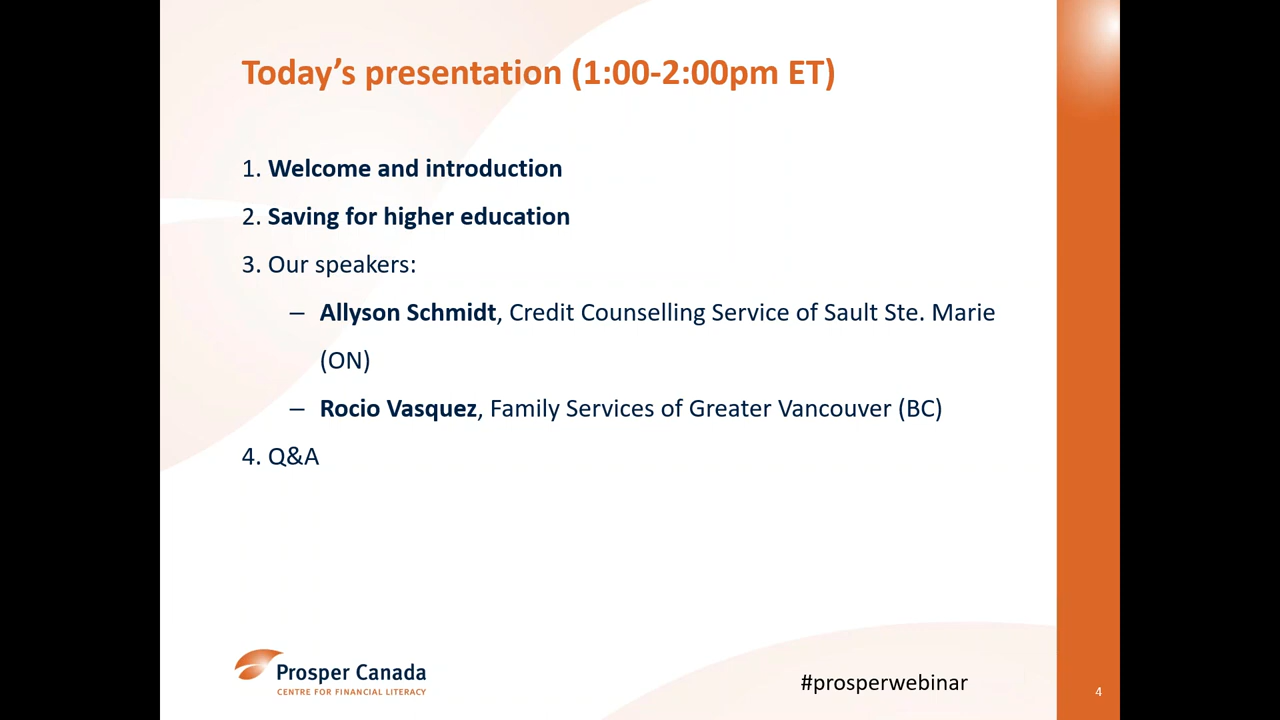 Today’s presentation (1:00-2:00pm ET)
1. Welcome and introduction
2. Saving for higher education
3. Our speakers:
– Allyson Schmidt, Credit Counselling Service of Sault Ste. Marie
(ON)
– Rocio Vasquez, Family Services of Greater Vancouver (BC)
4. Q&A
Prosper Canada
CENTRE FOR FINANCIAL LITERACY
#prosperwebinar
4